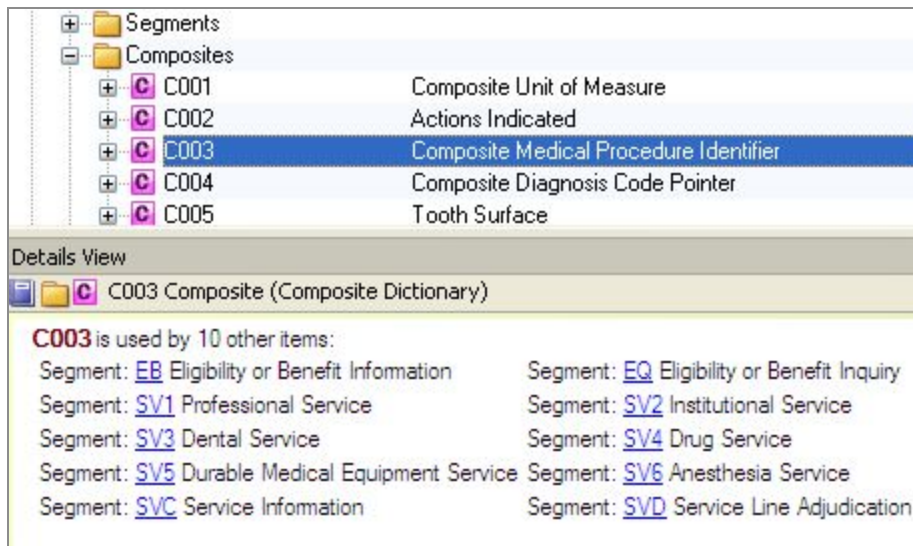 Segments
Composites
C C001 Composite Unit of Measure
C C002 Actions Indicated
C C003 Composite Medical Procedure Identifier
C C004 Composite Diagnosis Code Pointer
C C005 Tooth Surface
Details View
C C003 Composite (Composite Dictionary)
C003 is used by 10 other items:
Segment: EB Eligibility or Benefit Information Segment: EQ Eligibility or Benefit Inquiry
Segment: SV1 Professional Service Segment: SV2 Institutional Service
Segment: SV3 Dental Service Segment: SV4 Drug Service
Segment: SV5 Durable Medical Equipment Service Segment: SV6 Anesthesia Service
Segment: SVC Service Information Segment: SVD Service Line Adjudication